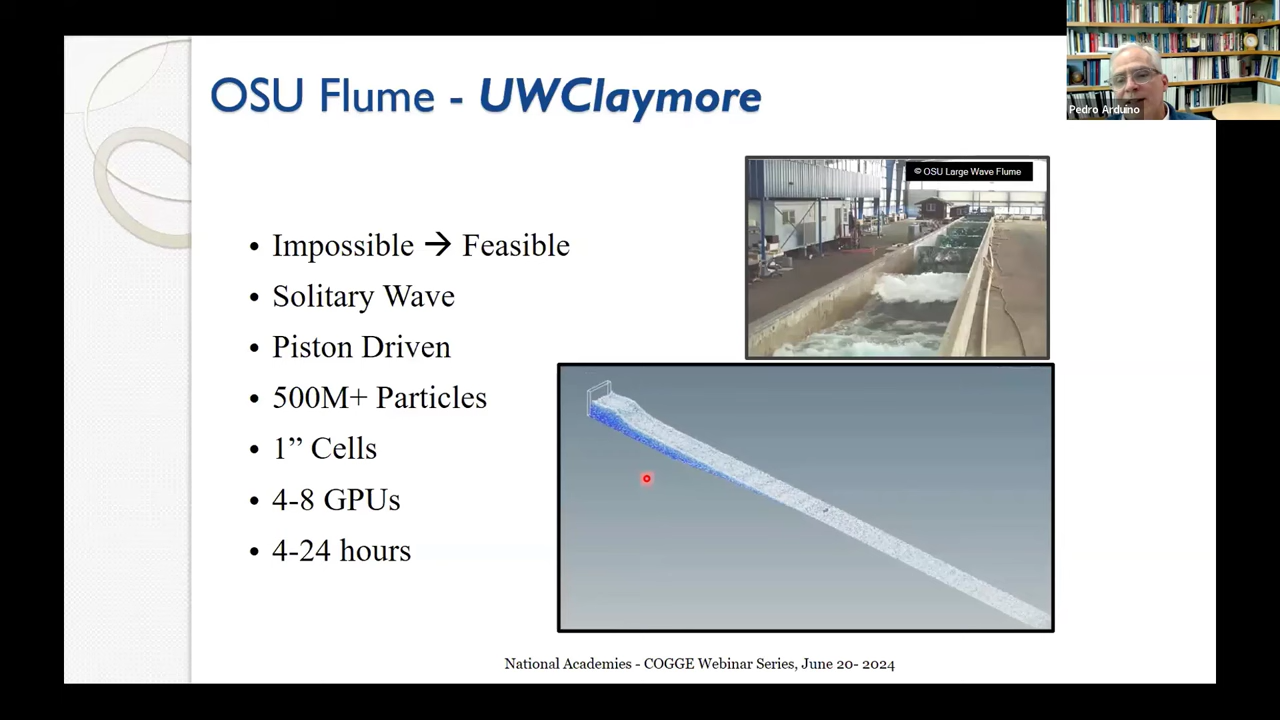 OSU Flume - UWClaymore
Pedro Arduino
© OSU Large Wave Flume
• Impossible → Feasible
• Solitary Wave
• Piston Driven
• 500M+ Particles
• 1” Cells
• 4-8 GPUs
• 4-24 hours
National Academies - COGGE Webinar Series, June 20- 2024